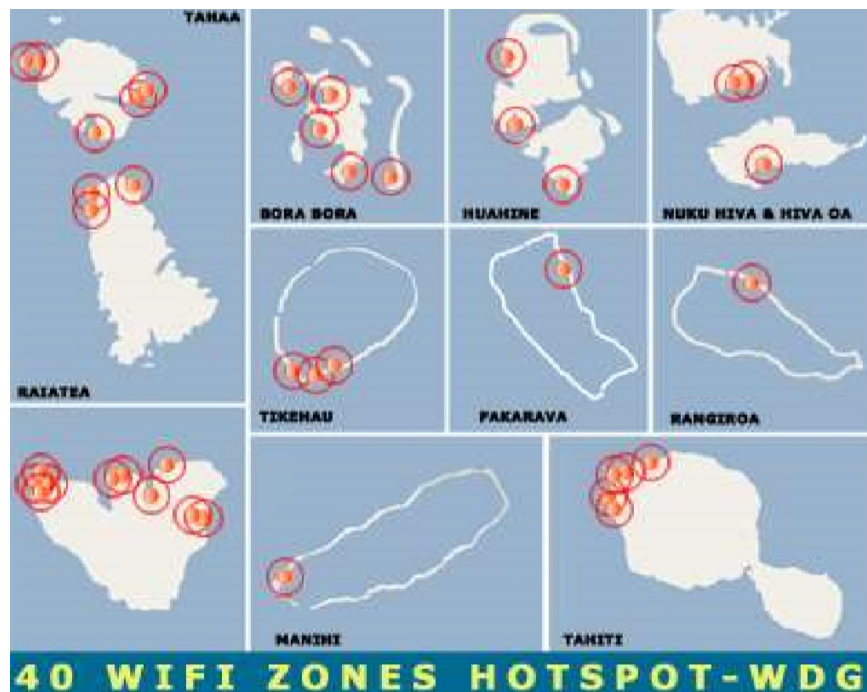 TAHAA
BORA BORA
HUAHINE
NUKU HIVA & HIVA OA
RAIATEA
TIKEHAU
FAKARAVA
RANGIROA
MANIHI
TAHITI
40 WIFI ZONES HOTSPOT-WDG